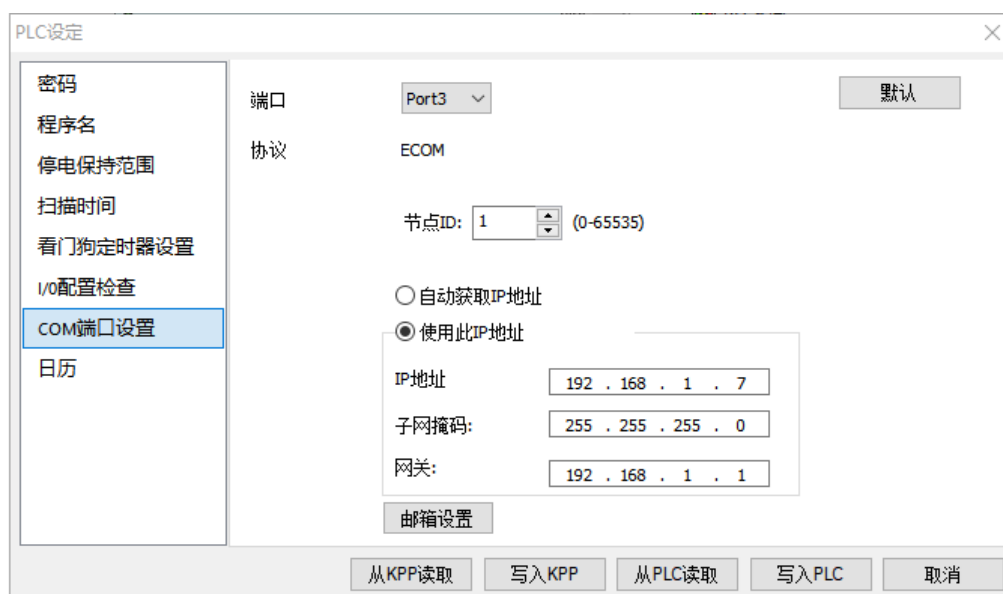 PLC设定
密码
程序名
停电保持范围
扫描时间
看门狗定时器设置
I/O配置检查
COM端口设置
日历
端口 Port3 默认
协议 ECOM
节点ID: 1 (0-65535)
自动获取IP地址
使用此IP地址
IP地址 192 . 168 . 1 . 7
子网掩码: 255 . 255 . 255 . 0
网关: 192 . 168 . 1 . 1
邮箱设置
从KPP读取 写入KPP 从PLC读取 写入PLC 取消